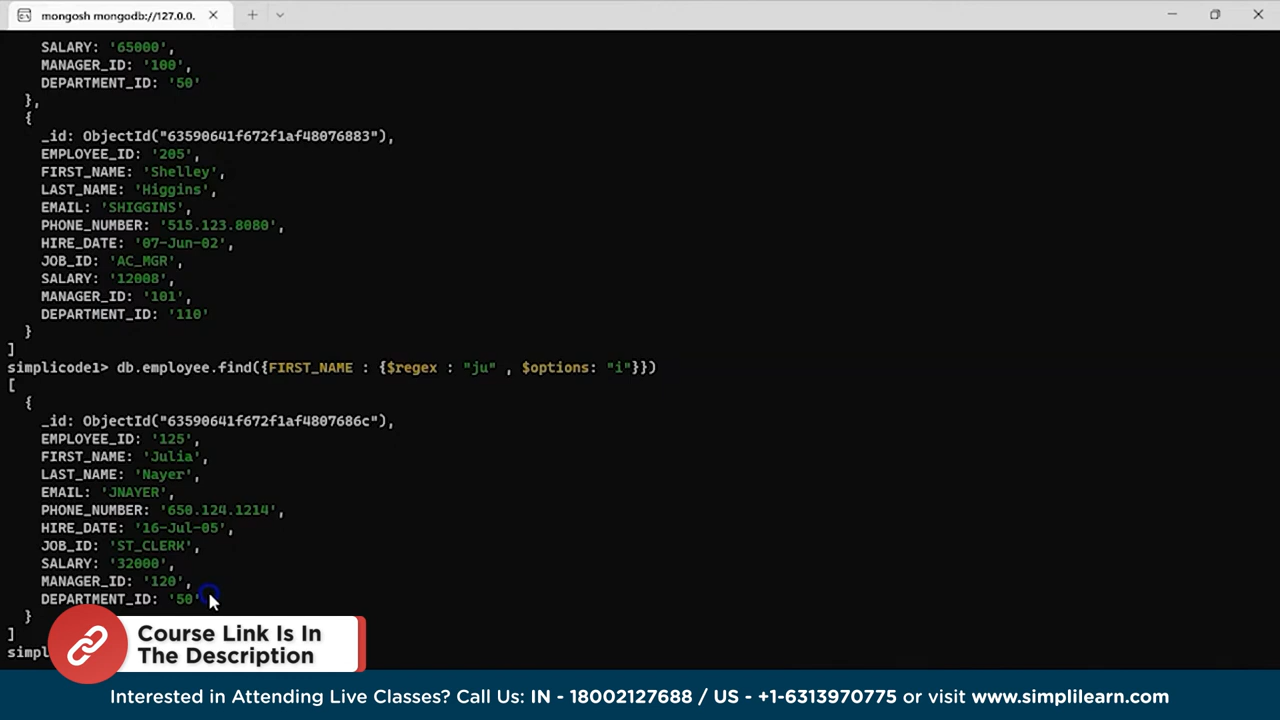 mongosh mongodb://127.0.0.
SALARY: '65000',
MANAGER_ID: '100',
DEPARTMENT_ID: '50'
},
{
_id: ObjectId("63590641f672f1af48076883"),
EMPLOYEE_ID: '205',
FIRST_NAME: 'Shelley',
LAST_NAME: 'Higgins',
EMAIL: 'SHIGGINS',
PHONE_NUMBER: '515.123.8080',
HIRE_DATE: '07-Jun-02',
JOB_ID: 'AC_MGR',
SALARY: '12008',
MANAGER_ID: '101',
DEPARTMENT_ID: '110'
}
]
simplicode1> db.employee.find({FIRST_NAME : {$regex : "ju" , $options: "i"}})
[
{
_id: ObjectId("63590641f672f1af4807686c"),
EMPLOYEE_ID: '125',
FIRST_NAME: 'Julia',
LAST_NAME: 'Nayer',
EMAIL: 'JNAYER',
PHONE_NUMBER: '650.124.1214',
HIRE_DATE: '16-Jul-05',
JOB_ID: 'ST_CLERK',
SALARY: '32000',
MANAGER_ID: '120',
DEPARTMENT_ID: '50'
}
]
simpl
Course Link Is In
The Description
Interested in Attending Live Classes? Call Us: IN - 18002127688 / US - +1-6313970775 or visit www.simplilearn.com